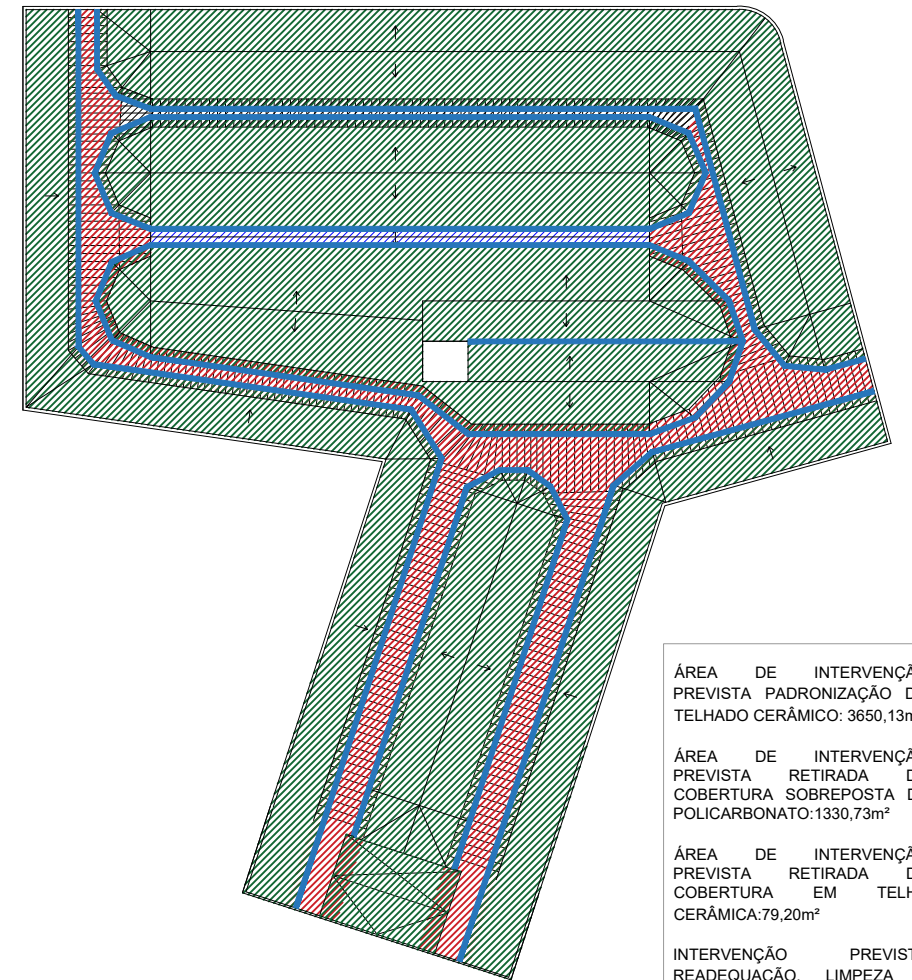 ÁREA DE INTERVENÇÃ
PREVISTA PADRONIZAÇÃO D
TELHADO CERÂMICO: 3650,13m
ÁREA DE INTERVENÇÃ
PREVISTA RETIRADA D
COBERTURA SOBREPOSTA D
POLICARBONATO:1330,73m²
ÁREA DE INTERVENÇÃ
PREVISTA RETIRADA D
COBERTURA EM TELH
CERÂMICA:79,20m²
INTERVENÇÃO PREVIST
READEQUAÇÃO, LIMPEZA